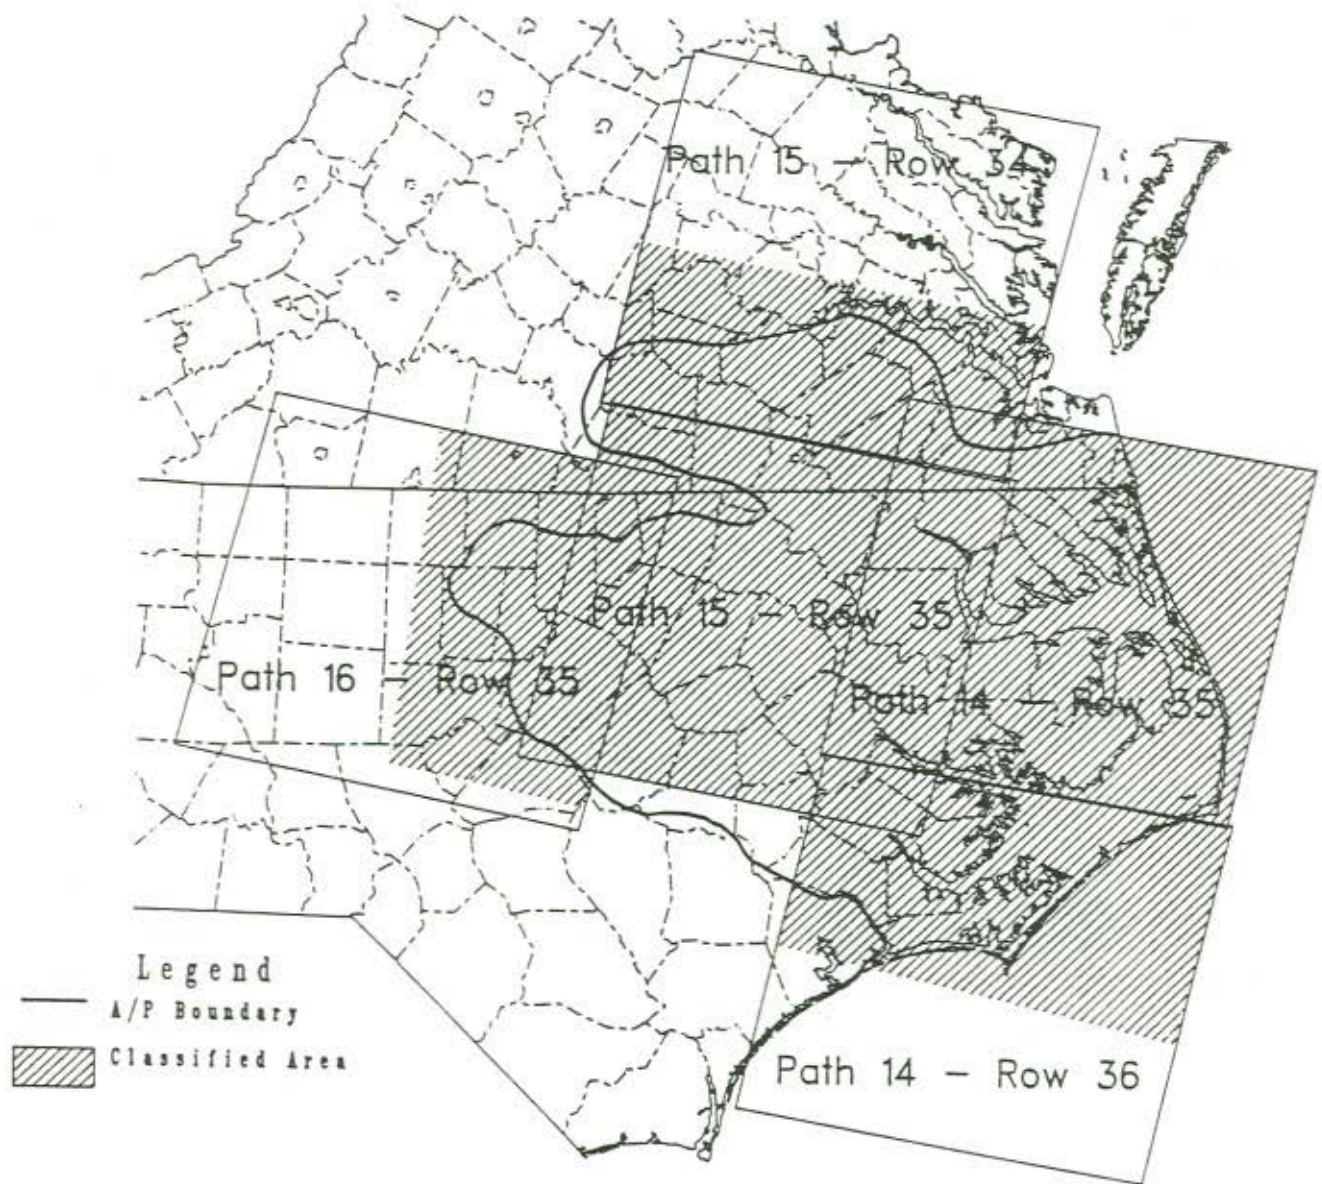 Path 15 - Row 34
Path 15 - Row 35
Path 16 - Row 35
Path 14 - Row 35
Legend
A/P Boundary
Classified Area
Path 14 - Row 36